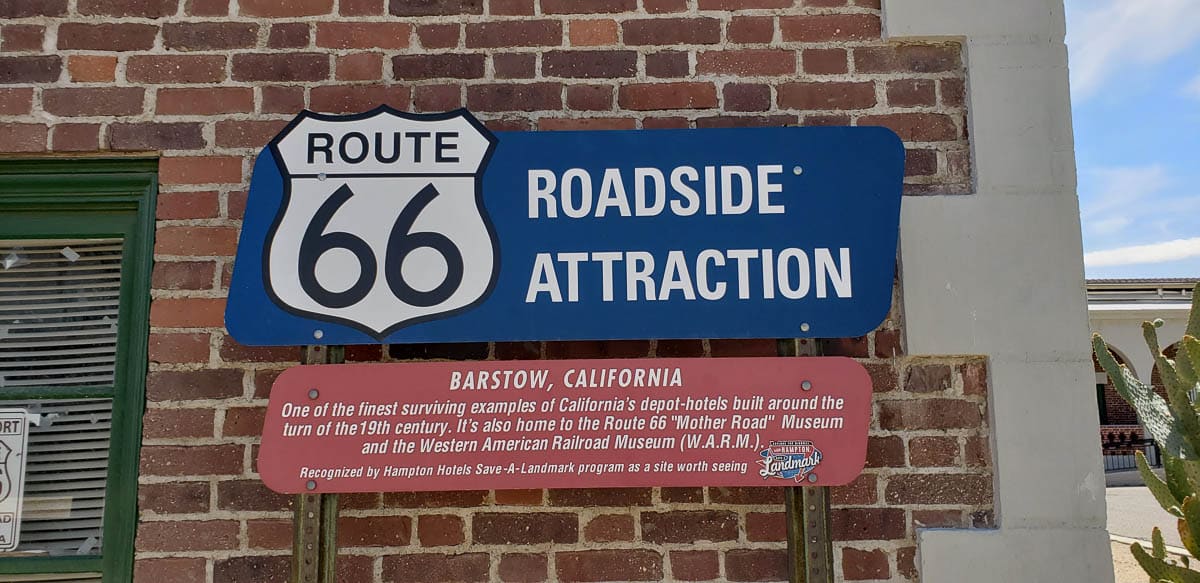 ROUTE
66
ROADSIDE
ATTRACTION
BARSTOW, CALIFORNIA
One of the finest surviving examples of California's depot-hotels built around the
turn of the 19th century. It's also home to the Route 66 "Mother Road" Museum
and the Western American Railroad Museum (W.A.R.M.).
Recognized by Hampton Hotels Save-A-Landmark program as a site worth seeing
HAMPTON
Landmark